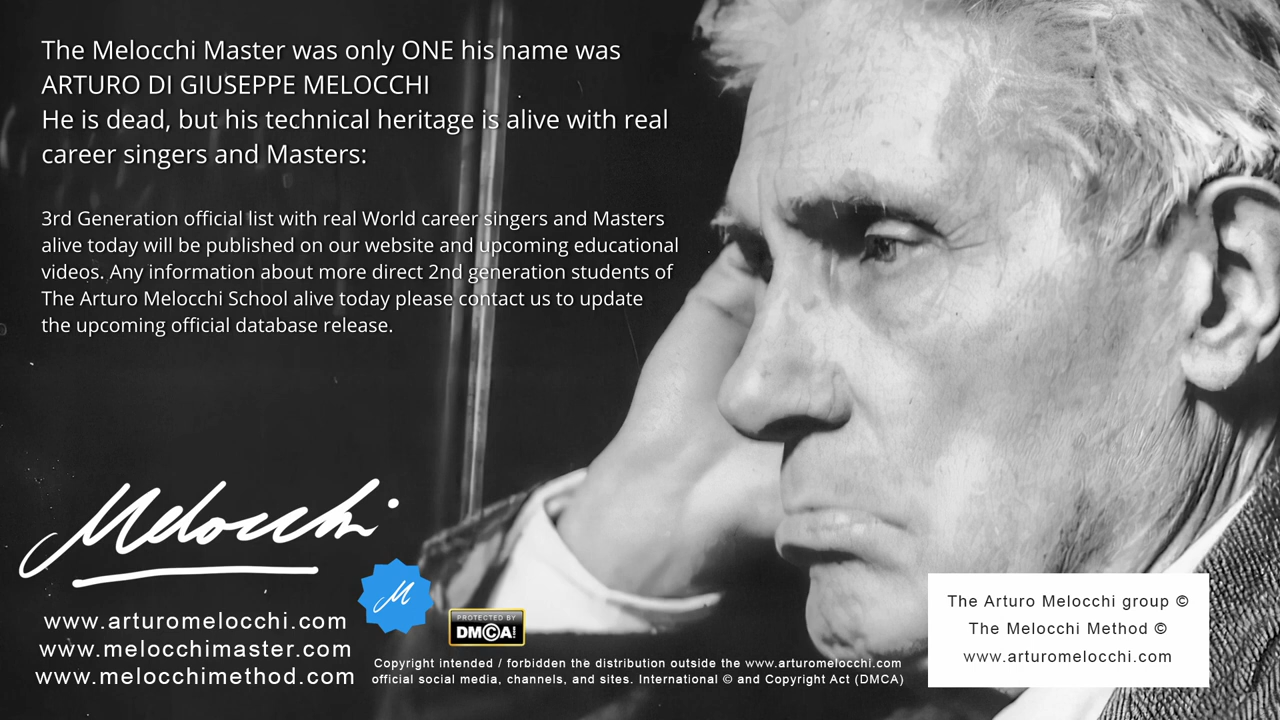 The Melocchi Master was only ONE his name was
ARTURO DI GIUSEPPE MELOCCHI
He is dead, but his technical heritage is alive with real
career singers and Masters:
3rd Generation official list with real World career singers and Masters
alive today will be published on our website and upcoming educational
videos. Any information about more direct 2nd generation students of
The Arturo Melocchi School alive today please contact us to update
the upcoming official database release.
Melocchi
www.arturomelocchi.com
www.melocchimaster.com
www.melocchimethod.com
M
PROTECTED BY
DMCA.com
Copyright intended / forbidden the distribution outside the www.arturomelocchi.com
official social media, channels, and sites. International © and Copyright Act (DMCA)
The Arturo Melocchi group ©
The Melocchi Method ©
www.arturomelocchi.com